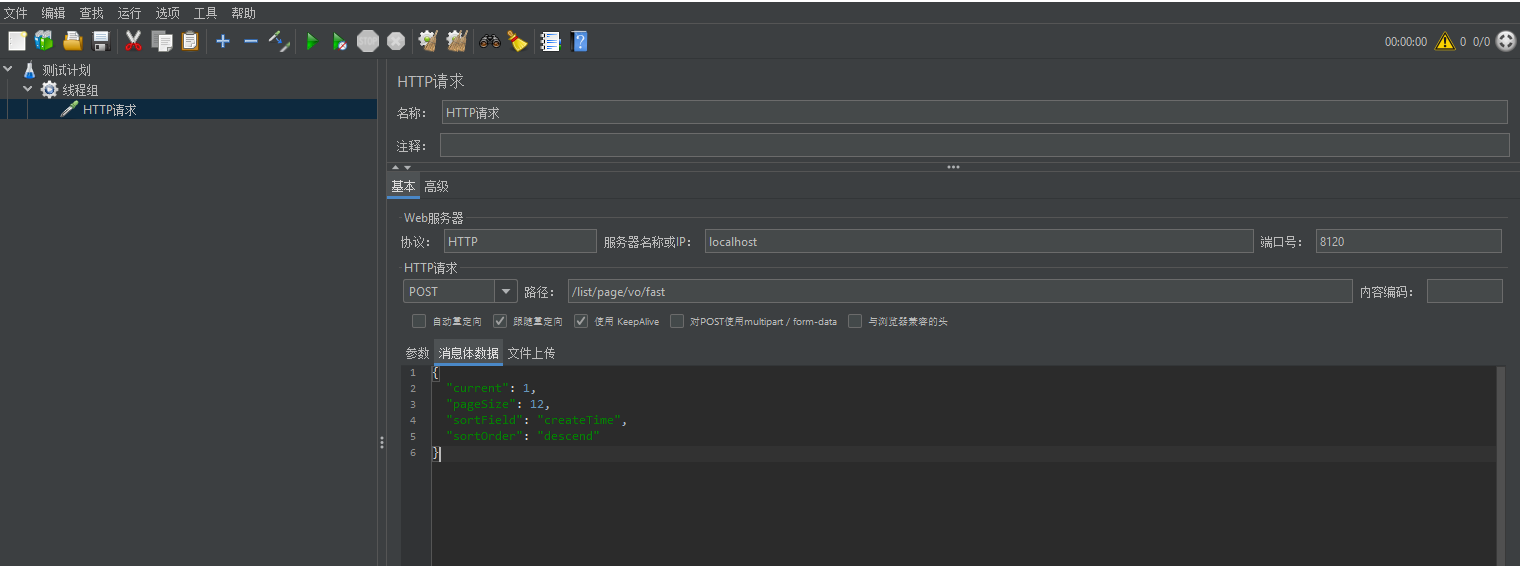 文件 编辑 查找 运行 选项 工具 帮助
00:00:00 0 0/0
测试计划
线程组
HTTP请求
HTTP请求
名称： HTTP请求
注释：
基本 高级
Web服务器
协议： HTTP 服务器名称或IP： localhost 端口号： 8120
HTTP请求
POST 路径： /list/page/vo/fast 内容编码：
自动重定向 跟随重定向 使用 KeepAlive 对POST使用multipart / form-data 与浏览器兼容的头
参数 消息体数据 文件上传
1 {
2 "current": 1,
3 "pageSize": 12,
4 "sortField": "createTime",
5 "sortOrder": "descend"
6 }